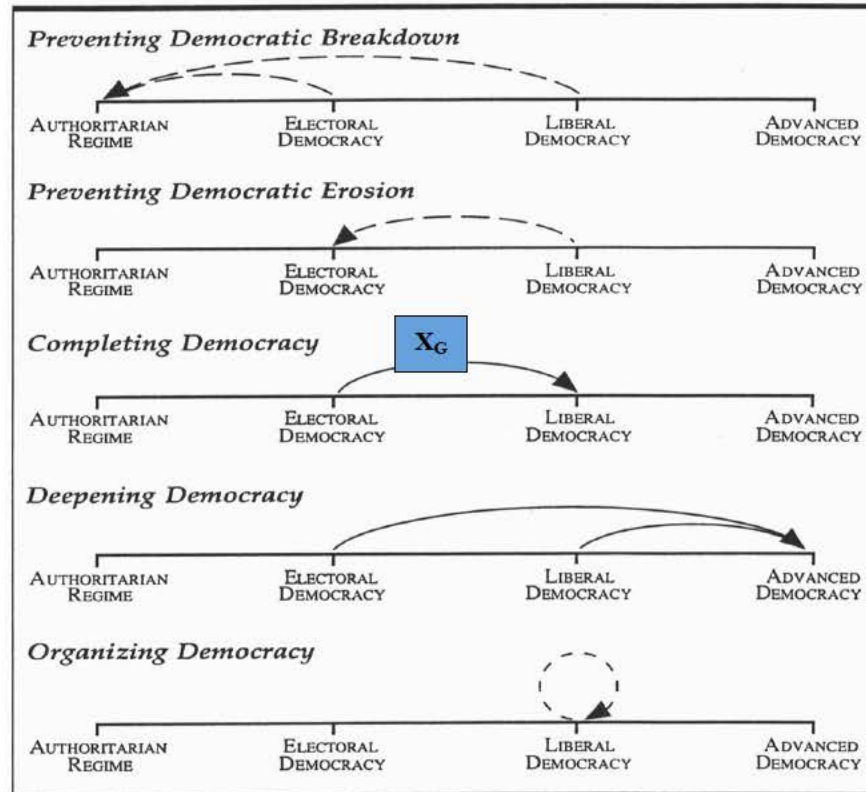 Preventing Democratic Breakdown
AUTHORITARIAN REGIME
ELECTORAL DEMOCRACY
LIBERAL DEMOCRACY
ADVANCED DEMOCRACY
Preventing Democratic Erosion
AUTHORITARIAN REGIME
ELECTORAL DEMOCRACY
LIBERAL DEMOCRACY
ADVANCED DEMOCRACY
Completing Democracy
XG
AUTHORITARIAN REGIME
ELECTORAL DEMOCRACY
LIBERAL DEMOCRACY
ADVANCED DEMOCRACY
Deepening Democracy
AUTHORITARIAN REGIME
ELECTORAL DEMOCRACY
LIBERAL DEMOCRACY
ADVANCED DEMOCRACY
Organizing Democracy
AUTHORITARIAN REGIME
ELECTORAL DEMOCRACY
LIBERAL DEMOCRACY
ADVANCED DEMOCRACY